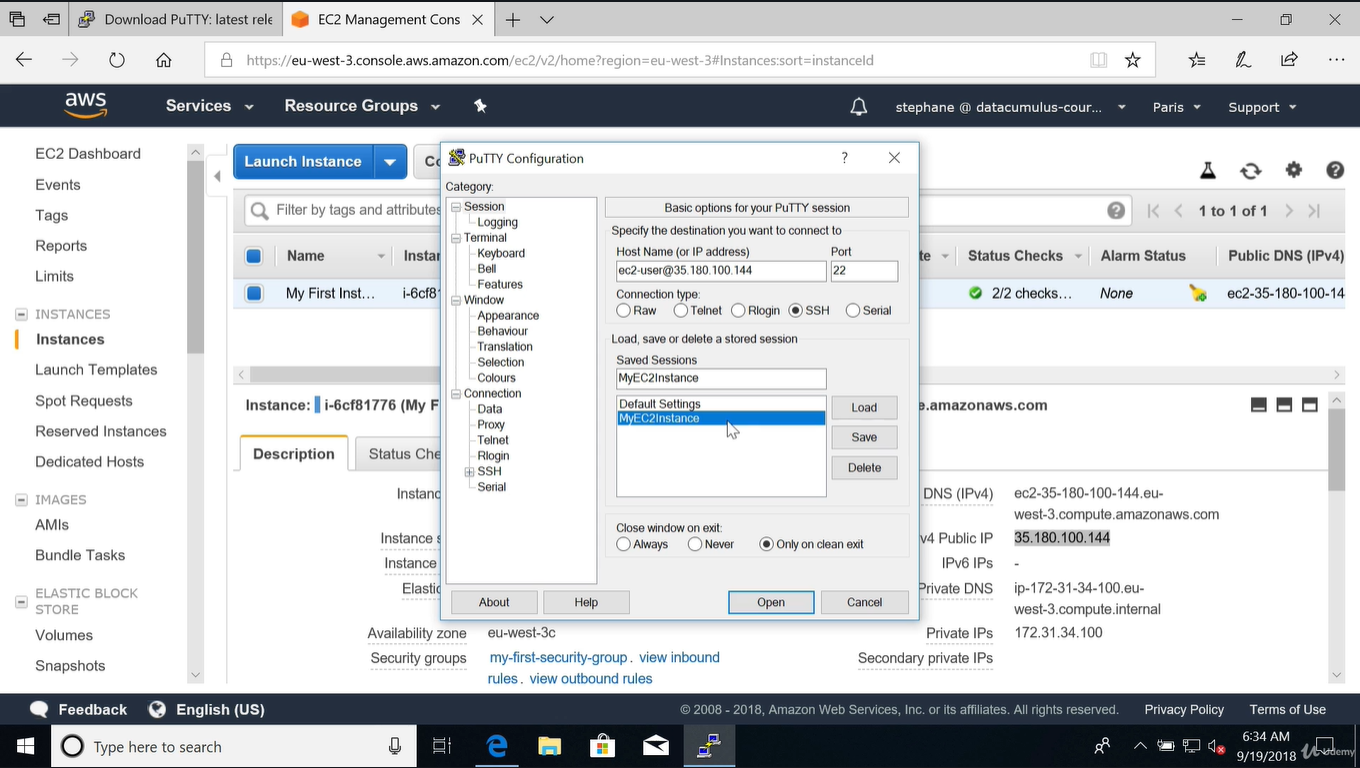 Download PuTTY: latest rele
EC2 Management Cons
https://eu-west-3.console.aws.amazon.com/ec2/v2/home?region=eu-west-3#Instances:sort=instanceId
aws
Services
Resource Groups
stephane @ datacumulus-cour...
Paris
Support
EC2 Dashboard
Events
Tags
Reports
Limits
INSTANCES
Instances
Launch Templates
Spot Requests
Reserved Instances
Dedicated Hosts
IMAGES
AMIs
Bundle Tasks
ELASTIC BLOCK
STORE
Volumes
Snapshots
Launch Instance
Co
Filter by tags and attributes
1 to 1 of 1
Name
Instan
te
Status Checks
Alarm Status
Public DNS (IPv4)
My First Inst...
i-6cf81
2/2 checks...
None
ec2-35-180-100-14
PuTTY Configuration
?
Category:
Session
Logging
Terminal
Keyboard
Bell
Features
Window
Appearance
Behaviour
Translation
Selection
Colours
Connection
Data
Proxy
Telnet
Rlogin
SSH
Serial
Basic options for your PuTTY session
Specify the destination you want to connect to
Host Name (or IP address)
Port
ec2-user@35.180.100.144
22
Connection type:
Raw
Telnet
Rlogin
SSH
Serial
Load, save or delete a stored session
Saved Sessions
MyEC2Instance
Default Settings
MyEC2Instance
Load
Save
Delete
Close window on exit:
Always
Never
Only on clean exit
About
Help
Open
Cancel
Instance:
i-6cf81776 (My F
e.amazonaws.com
Description
Status Che
Instanc
DNS (IPv4)
ec2-35-180-100-144.eu-
west-3.compute.amazonaws.com
Instance s
v4 Public IP
35.180.100.144
Instance
IPv6 IPs
-
Elastic
Private DNS
ip-172-31-34-100.eu-
west-3.compute.internal
Availability zone
eu-west-3c
Private IPs
172.31.34.100
Security groups
my-first-security-group. view inbound
rules. view outbound rules
Secondary private IPs
Feedback
English (US)
© 2008 - 2018, Amazon Web Services, Inc. or its affiliates. All rights reserved.
Privacy Policy
Terms of Use
Type here to search
6:34 AM
9/19/2018
Udemy